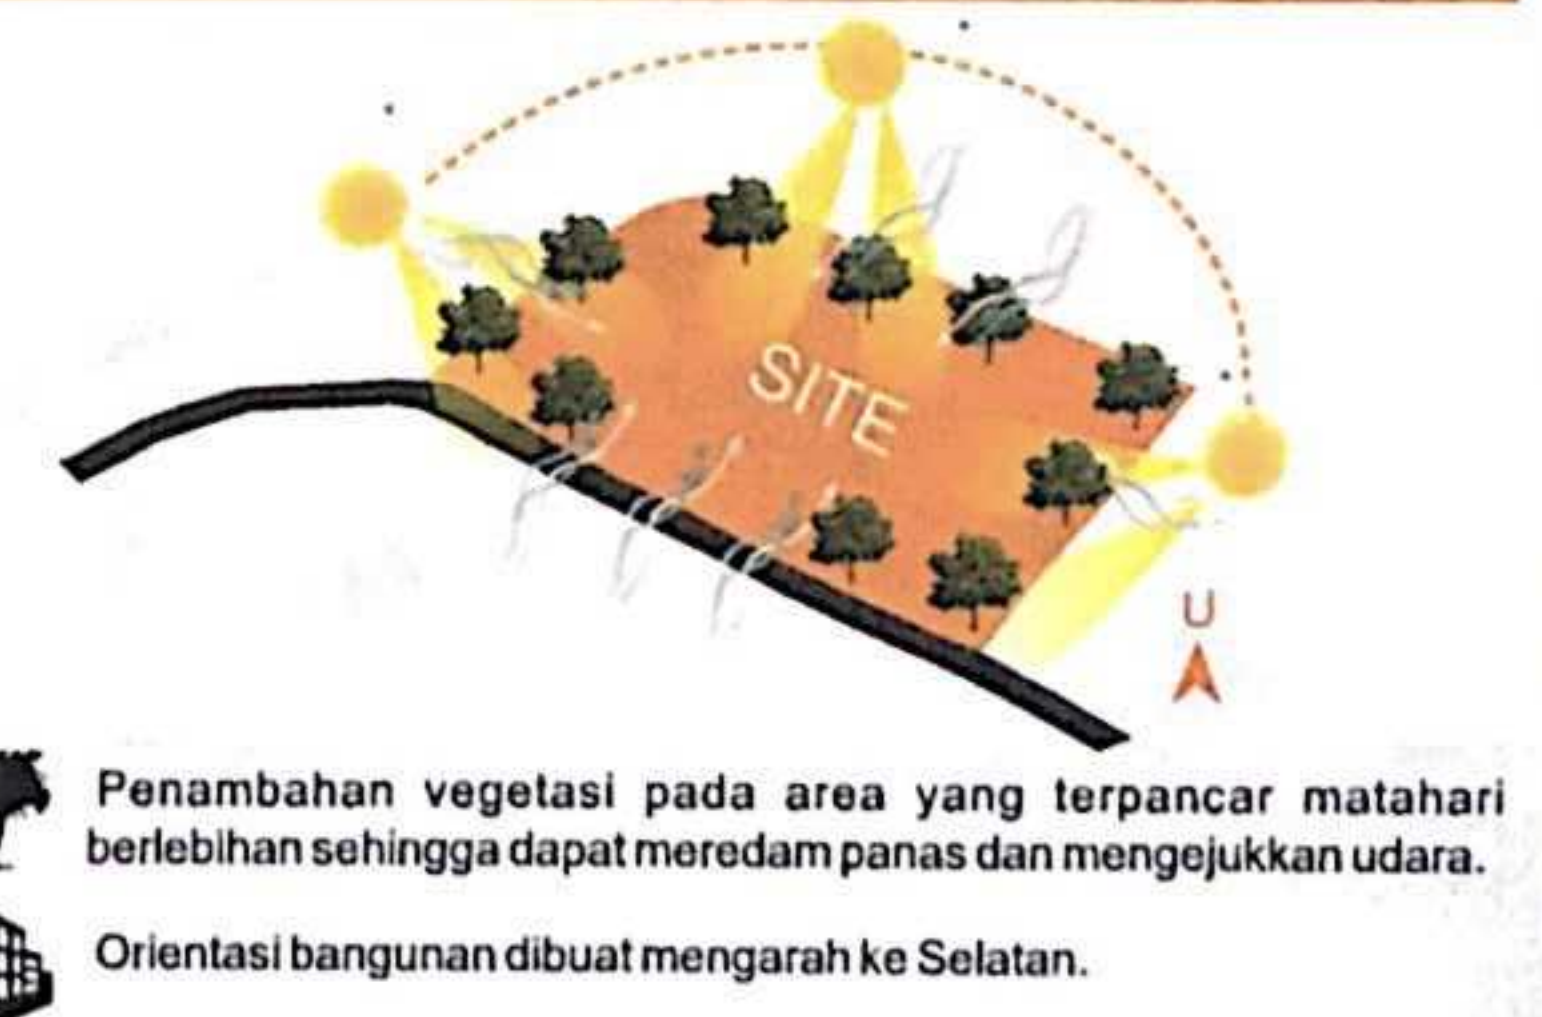 SITE
U
Penambahan vegetasi pada area yang terpancar matahari
berlebihan sehingga dapat meredam panas dan mengejukkan udara.
Orientasi bangunan dibuat mengarah ke Selatan.